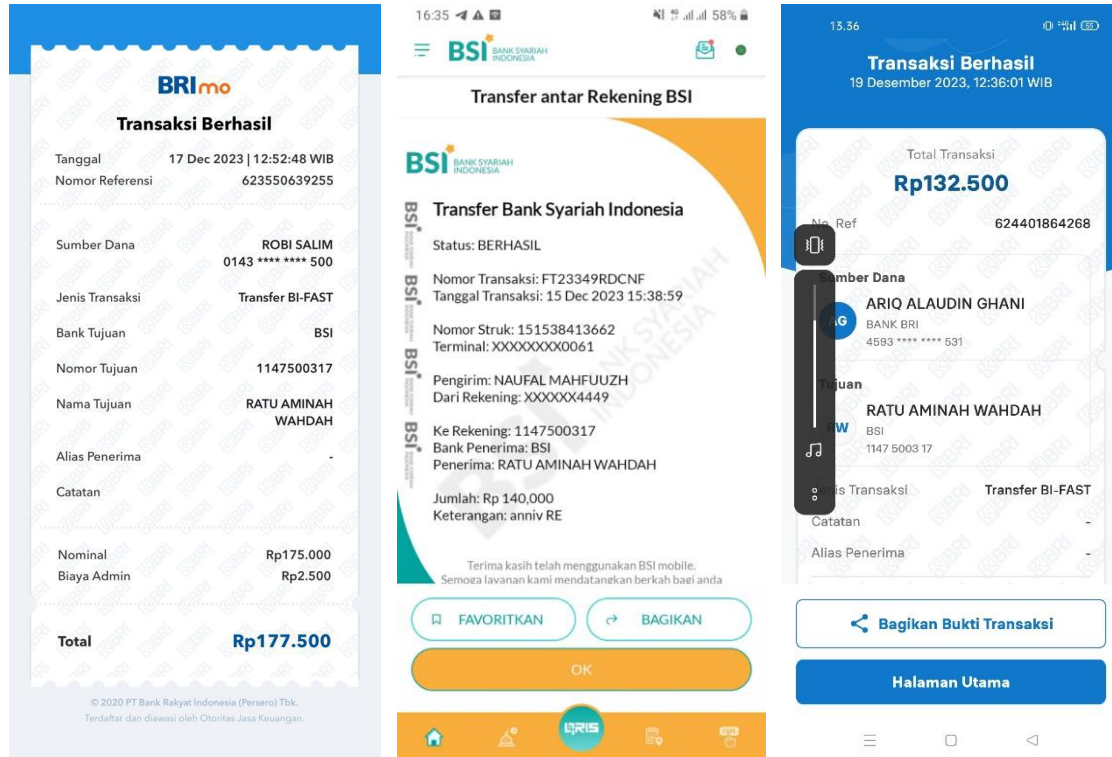 BRImo
Transaksi Berhasil
Tanggal 17 Dec 2023 | 12:52:48 WIB
Nomor Referensi 623550639255
Sumber Dana ROBI SALIM
0143 **** **** 500
Jenis Transaksi Transfer BI-FAST
Bank Tujuan BSI
Nomor Tujuan 1147500317
Nama Tujuan RATU AMINAH
WAHDAH
Alias Penerima -
Catatan
Nominal Rp175.000
Biaya Admin Rp2.500
Total Rp177.500
© 2020 PT Bank Rakyat Indonesia (Persero) Tbk.
Terdaftar dan diawasi oleh Otoritas Jasa Keuangan.
16:35 58%
BSI BANK SYARIAH
INDONESIA
Transfer antar Rekening BSI
BSI BANK SYARIAH
INDONESIA
Transfer Bank Syariah Indonesia
Status: BERHASIL
Nomor Transaksi: FT23349RDCNF
Tanggal Transaksi: 15 Dec 2023 15:38:59
Nomor Struk: 151538413662
Terminal: XXXXXXXX0061
Pengirim: NAUFAL MAHFUUZH
Dari Rekening: XXXXXX4449
Ke Rekening: 1147500317
Bank Penerima: BSI
Penerima: RATU AMINAH WAHDAH
Jumlah: Rp 140,000
Keterangan: anniv RE
Terima kasih telah menggunakan BSI mobile.
Semoga layanan kami mendatangkan berkah bagi anda
FAVORITKAN BAGIKAN
OK
QRIS
13.36
Transaksi Berhasil
19 Desember 2023, 12:36:01 WIB
Total Transaksi
Rp132.500
No. Ref 624401864268
Sumber Dana
AG ARIQ ALAUDIN GHANI
BANK BRI
4593 **** **** 531
Tujuan
RW RATU AMINAH WAHDAH
BSI
1147 5003 17
Jenis Transaksi Transfer BI-FAST
Catatan -
Alias Penerima -
Bagikan Bukti Transaksi
Halaman Utama